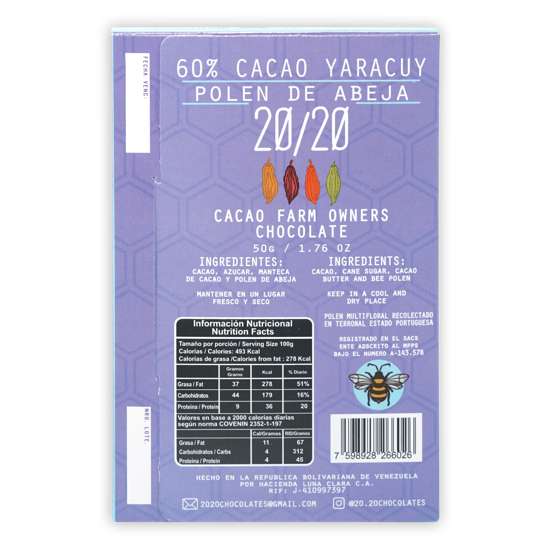 FECHA VENC:
60% CACAO YARACUY
POLEN DE ABEJA
20/20
CACAO FARM OWNERS
CHOCOLATE
50G / 1.76 OZ
INGREDIENTES:
CACAO, AZUCAR, MANTECA
DE CACAO Y POLEN DE ABEJA
MANTENER EN UN LUGAR
FRESCO Y SECO
INGREDIENTS:
CACAO, CANE SUGAR, CACAO
BUTTER AND BEE POLEN
KEEP IN A COOL AND
DRY PLACE
POLEN MULTIFLORAL RECOLECTADO
EN TERRONAL ESTADO PORTUGUESA
REGISTRADO EN EL SACS
ENTE ADSCRITO AL MPPS
BAJO EL NUMERO A-143.578
Información Nutricional
Nutrition Facts
Tamaño por porción / Serving Size 100g
Calorías / Calories: 493 Kcal
Calorías de grasa /Calories from fat : 278 Kcal
Gramos Kcal % Diario
Grams
Grasa / Fat 37 278 51%
Carbohidratos 44 179 16%
Proteína / Protein 9 36 20
Valores en base a 2000 calorías diarias
según norma COVENIN 2952-1-197
Cal/Gramos RID/Grams
Grasa / Fat 11 67
Carbohidratos / Carbs 4 312
Proteína / Protein 4 45
NRO. LOTE
7 598928 266026
HECHO EN LA REPUBLICA BOLIVARIANA DE VENEZUELA
POR HACIENDA LUNA CLARA C.A.
RIF: J-410997397
2020CHOCOLATES@GMAIL.COM @20.20CHOCOLATES